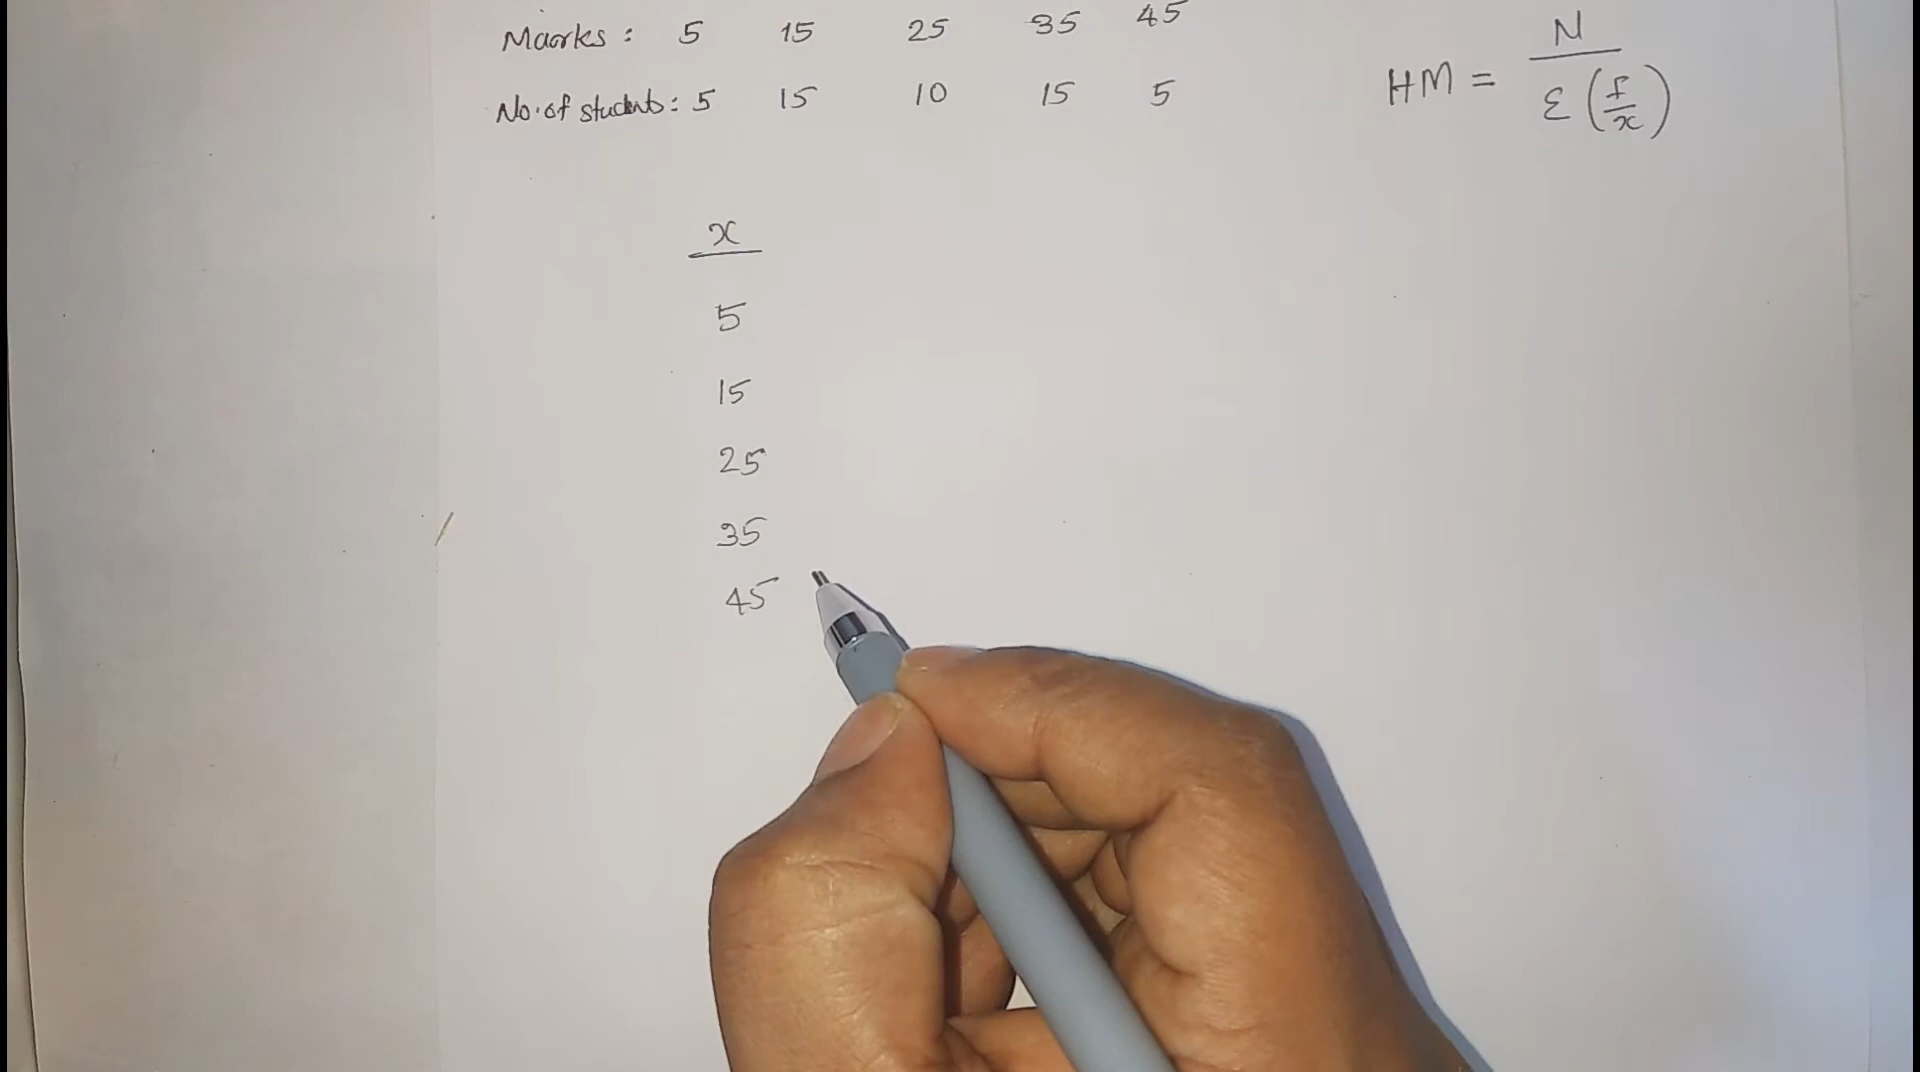 Marks : 5 15 25 35 45
No. of students : 5 15 10 15 5
HM = N / Σ (f/x)
x
5
15
25
35
45